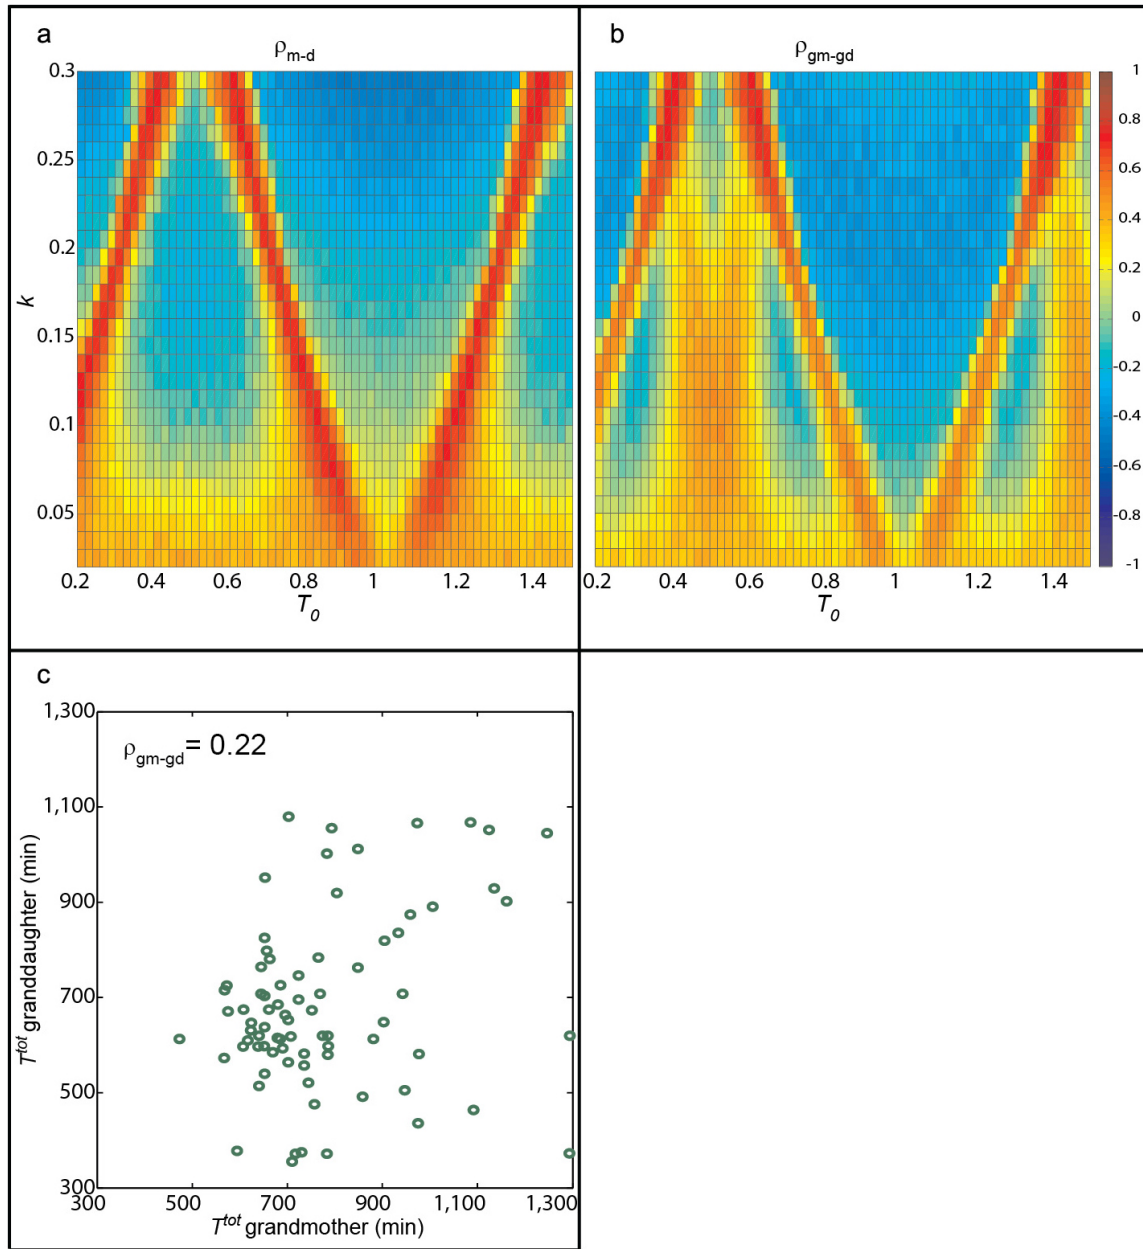 a
ρm-d
0.3
0.25
0.2
0.15
0.1
0.05
k
0.2 0.4 0.6 0.8 1 1.2 1.4
T0
b
ρgm-gd
0.2 0.4 0.6 0.8 1 1.2 1.4
T0
1
0.8
0.6
0.4
0.2
0
-0.2
-0.4
-0.6
-0.8
-1
c
ρgm-gd= 0.22
1,300
1,100
900
700
500
300
Ttot granddaughter (min)
300 500 700 900 1,100 1,300
Ttot grandmother (min)